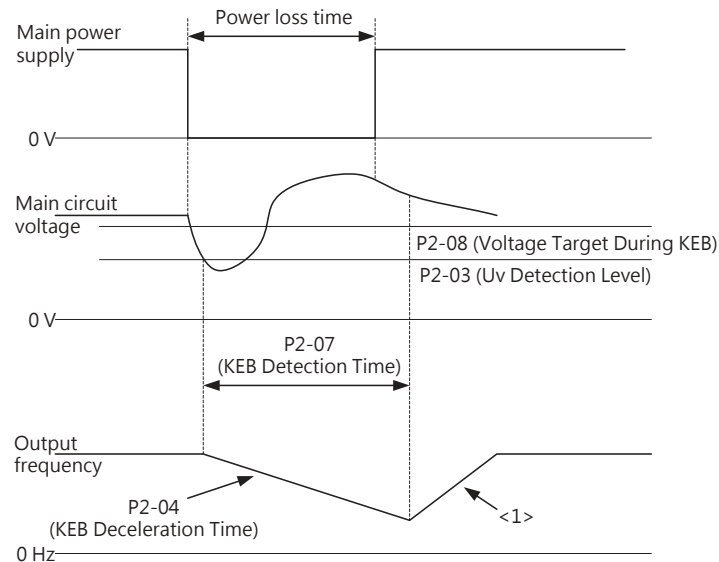 Power loss time
Main power
supply
0 V
Main circuit
voltage
P2-08 (Voltage Target During KEB)
P2-03 (Uv Detection Level)
0 V
P2-07
(KEB Detection Time)
Output
frequency
P2-04
(KEB Deceleration Time)
<1>
0 Hz